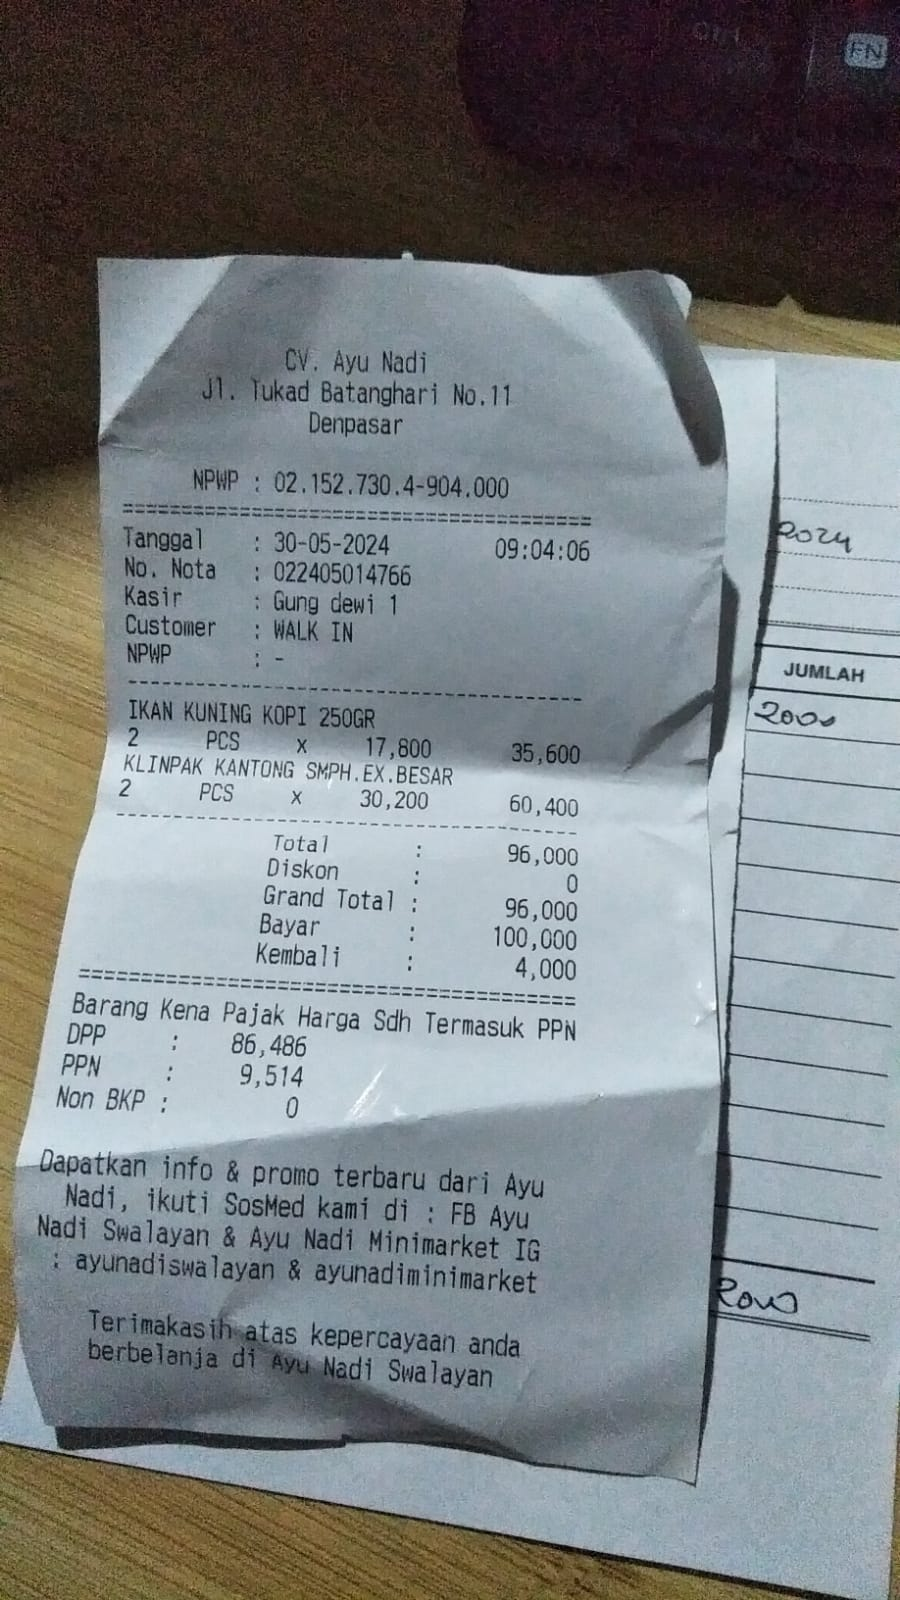 FN
CV. Ayu Nadi
Jl. Tukad Batanghari No.11
Denpasar
NPWP : 02.152.730.4-904.000
==========================================
Tanggal : 30-05-2024 09:04:06
No. Nota : 022405014766
Kasir : Gung dewi 1
Customer : WALK IN
NPWP : -
------------------------------------------
IKAN KUNING KOPI 250GR
2 PCS x 17,800 35,600
KLINPAK KANTONG SMPH.EX.BESAR
2 PCS x 30,200 60,400
------------------------------------------
Total : 96,000
Diskon : 0
Grand Total : 96,000
Bayar : 100,000
Kembali : 4,000
==========================================
Barang Kena Pajak Harga Sdh Termasuk PPN
DPP : 86,486
PPN : 9,514
Non BKP : 0
Dapatkan info & promo terbaru dari Ayu
Nadi, ikuti SosMed kami di : FB Ayu
Nadi Swalayan & Ayu Nadi Minimarket IG
: ayunadiswalayan & ayunadiminimarket
Terimakasih atas kepercayaan anda
berbelanja di Ayu Nadi Swalayan
2024
JUMLAH
2000